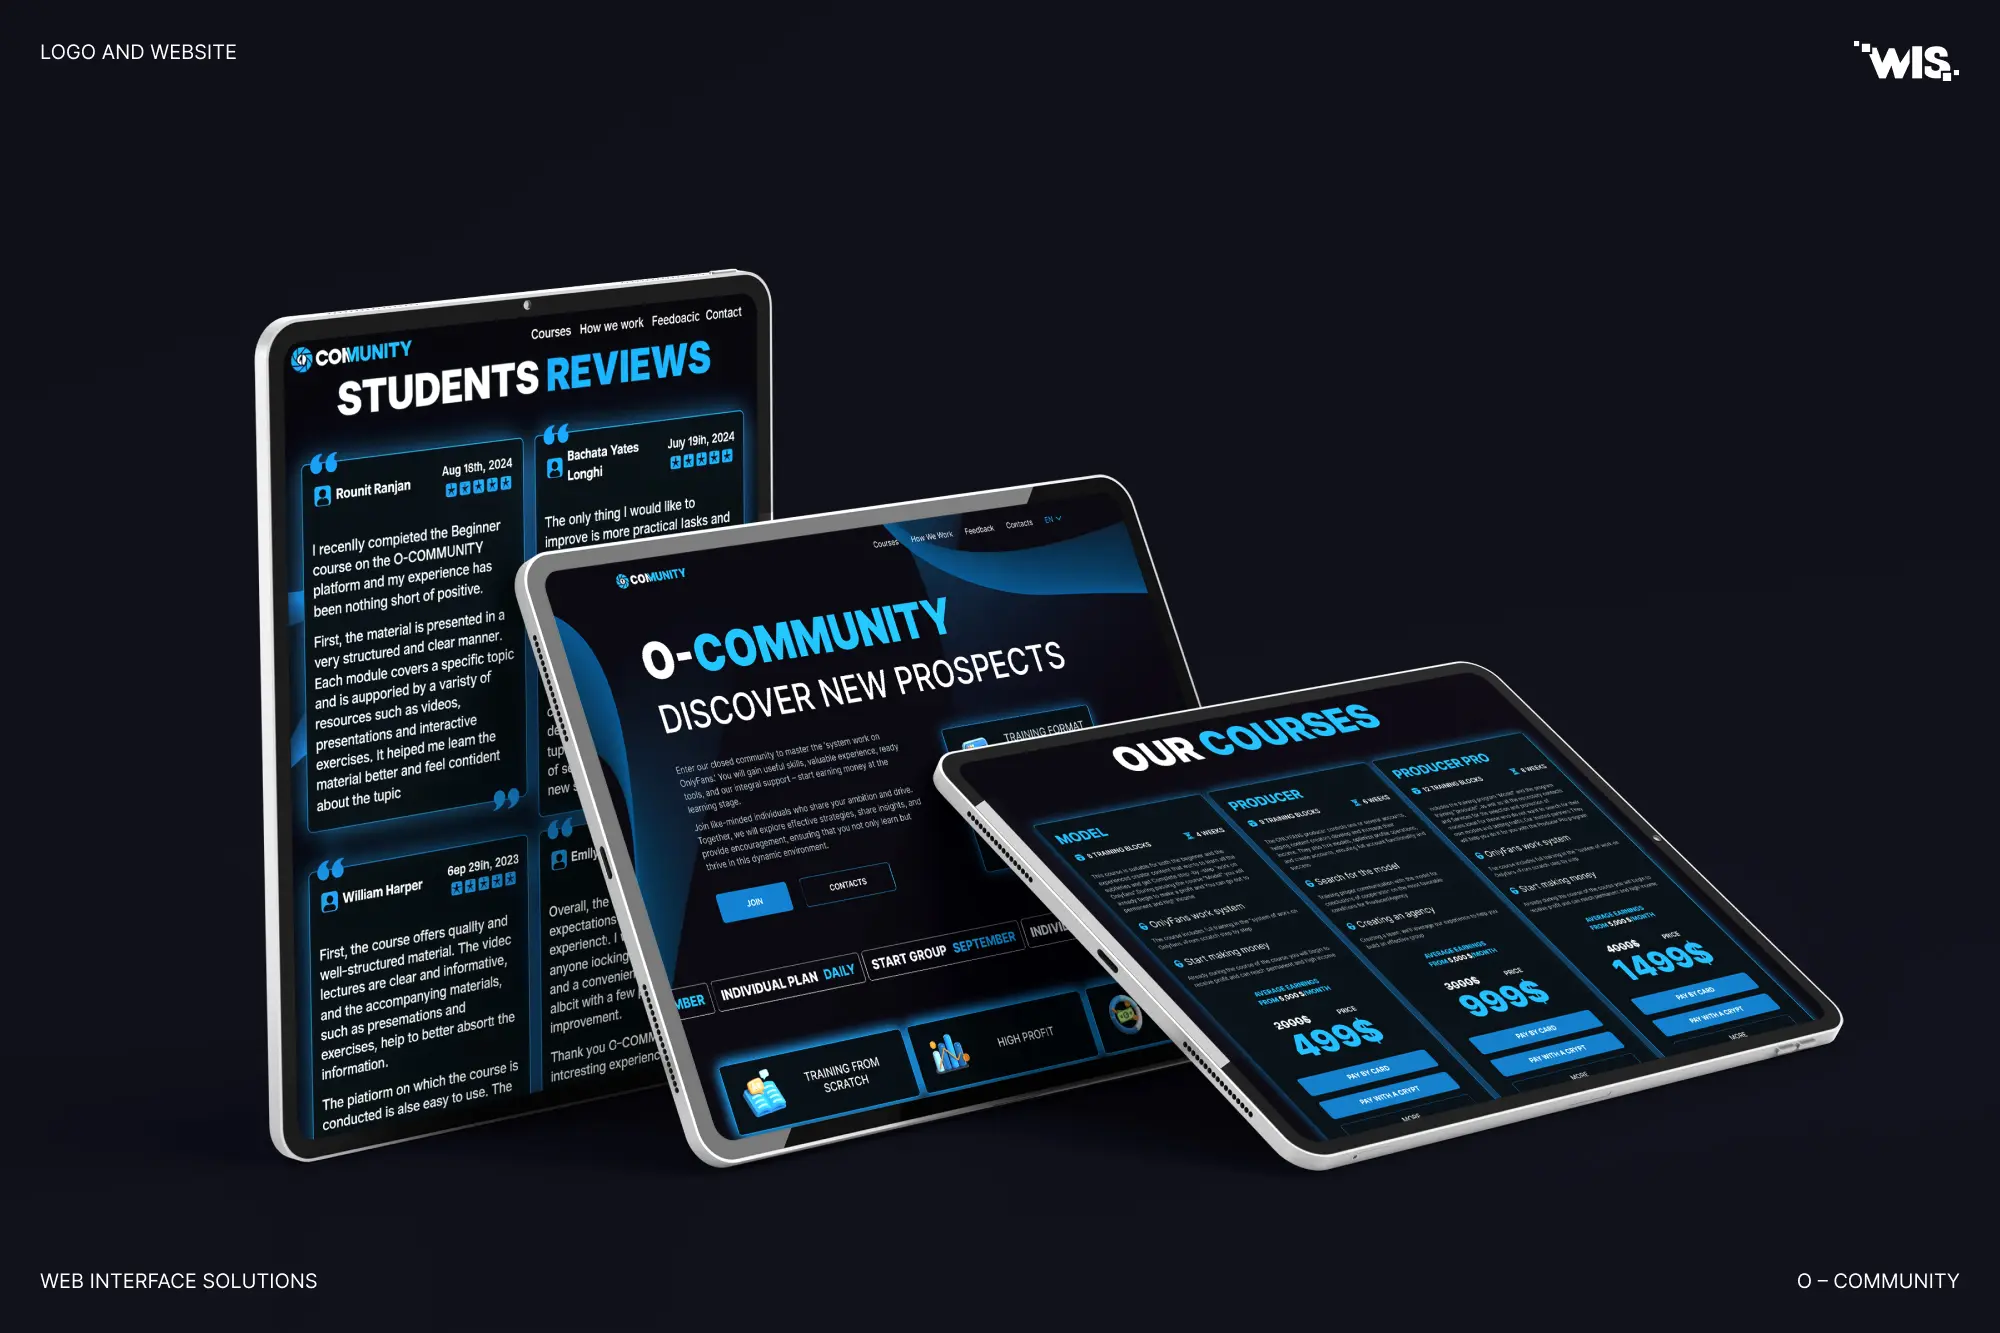 LOGO AND WEBSITE
WIS.
COMMUNITY
Courses How we work Feedoacic Contact
STUDENTS REVIEWS
Rounit Ranjan
Aug 18th, 2024
I recenlly completed the Beginner
course on the O-COMMUNITY
platform and my experience has
been nothing short of positive.
First, the material is presented in a
very structured and clear manner.
Each module covers a specific topic
and is aupporied by a varisty of
resources such as videos,
presentations and interactive
exercises. It helped me leam the
material better and feel confident
about the tupic
Bachata Yates
Longhi
Juy 19ih, 2024
The only thing I would like to
improve is more practical lasks and
William Harper
6ep 29in, 2023
First, the course offers quality and
well-structured material. The videc
lectures are clear and informative,
and the accompanying materials,
such as presemations and
exercises, help to better absortt the
information.
The piatiorm on which the course is
conducted is alse easy to use. The
Emily
Overall, the
expectations
experienct. I
anyone iocking
and a convenien
albcit with a few
improvement.
Thank you O-COMM
intcresting experienc
Courses How We Work Feedback Contacts EN
COMMUNITY
O-COMMUNITY
DISCOVER NEW PROSPECTS
Enter our closed community to master the 'system work on
OnlyFans.' You will gain useful skills, valuable experience, ready
tools, and our integral support – start earning money at the
learning stage.
Join like-minded individuals who share your ambition and drive.
Together, we will explore effective strategies, share insights, and
provide encouragement, ensuring that you not only learn but
thrive in this dynamic environment.
JOIN
CONTACTS
TRAINING FORMAT
MBER INDIVIDUAL PLAN DAILY START GROUP SEPTEMBER
TRAINING FROM
SCRATCH
HIGH PROFIT
OUR COURSES
MODEL
4 WEEKS
OnlyFans work system
Start making money
AVERAGE EARNINGS
FROM 5,000 $/MONTH
2000$ PRICE
499$
PAY BY CARD
PAY WITH A CRYPT
MORE
PRODUCER
6 WEEKS
9 TRAINING BLOCKS
Search for the model
Creating an agency
AVERAGE EARNINGS
FROM 5,000 $/MONTH
3000$ PRICE
999$
PAY BY CARD
PAY WITH A CRYPT
MORE
PRODUCER PRO
8 WEEKS
12 TRAINING BLOCKS
OnlyFans work system
Start making money
AVERAGE EARNINGS
FROM 5,000 $/MONTH
4000$ PRICE
1499$
PAY BY CARD
PAY WITH A CRYPT
MORE
WEB INTERFACE SOLUTIONS
O – COMMUNITY